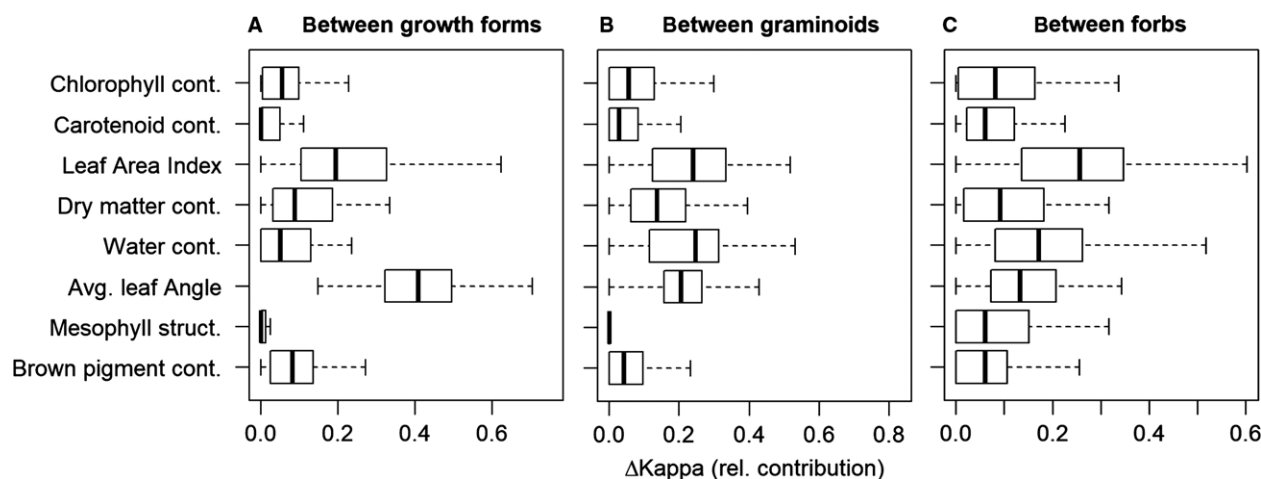 A Between growth forms
B Between graminoids
C Between forbs
Chlorophyll cont.
Carotenoid cont.
Leaf Area Index
Dry matter cont.
Water cont.
Avg. leaf Angle
Mesophyll struct.
Brown pigment cont.
0.0 0.2 0.4 0.6
0.0 0.2 0.4 0.6 0.8
0.0 0.2 0.4 0.6
ΔKappa (rel. contribution)